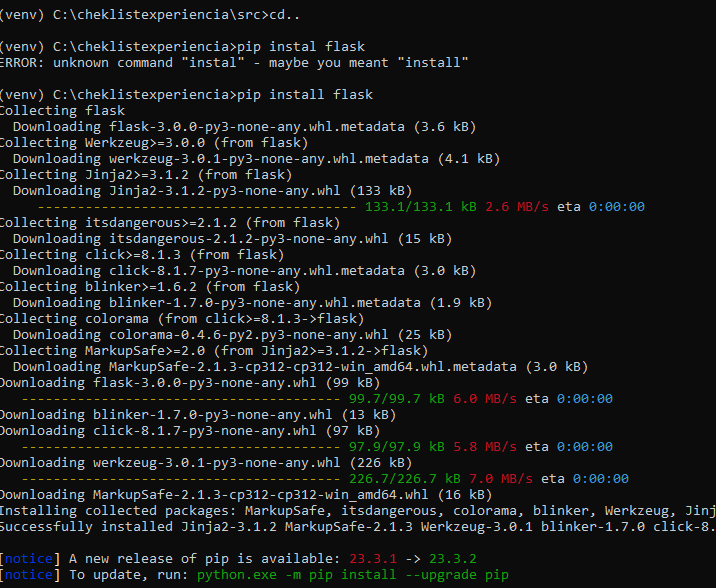 (venv) C:\cheklistexperiencia\src>cd..
(venv) C:\cheklistexperiencia>pip instal flask
ERROR: unknown command "instal" - maybe you meant "install"
(venv) C:\cheklistexperiencia>pip install flask
Collecting flask
Downloading flask-3.0.0-py3-none-any.whl.metadata (3.6 kB)
Collecting Werkzeug>=3.0.0 (from flask)
Downloading werkzeug-3.0.1-py3-none-any.whl.metadata (4.1 kB)
Collecting Jinja2>=3.1.2 (from flask)
Downloading Jinja2-3.1.2-py3-none-any.whl (133 kB)
---------------------------------------- 133.1/133.1 kB 2.6 MB/s eta 0:00:00
Collecting itsdangerous>=2.1.2 (from flask)
Downloading itsdangerous-2.1.2-py3-none-any.whl (15 kB)
Collecting click>=8.1.3 (from flask)
Downloading click-8.1.7-py3-none-any.whl.metadata (3.0 kB)
Collecting blinker>=1.6.2 (from flask)
Downloading blinker-1.7.0-py3-none-any.whl.metadata (1.9 kB)
Collecting colorama (from click>=8.1.3->flask)
Downloading colorama-0.4.6-py2.py3-none-any.whl (25 kB)
Collecting MarkupSafe>=2.0 (from Jinja2>=3.1.2->flask)
Downloading MarkupSafe-2.1.3-cp312-cp312-win_amd64.whl.metadata (3.0 kB)
Downloading flask-3.0.0-py3-none-any.whl (99 kB)
---------------------------------------- 99.7/99.7 kB 6.0 MB/s eta 0:00:00
Downloading blinker-1.7.0-py3-none-any.whl (13 kB)
Downloading click-8.1.7-py3-none-any.whl (97 kB)
---------------------------------------- 97.9/97.9 kB 5.8 MB/s eta 0:00:00
Downloading werkzeug-3.0.1-py3-none-any.whl (226 kB)
---------------------------------------- 226.7/226.7 kB 7.0 MB/s eta 0:00:00
Downloading MarkupSafe-2.1.3-cp312-cp312-win_amd64.whl (16 kB)
Installing collected packages: MarkupSafe, itsdangerous, colorama, blinker, Werkzeug, Jinj
Successfully installed Jinja2-3.1.2 MarkupSafe-2.1.3 Werkzeug-3.0.1 blinker-1.7.0 click-8.
[notice] A new release of pip is available: 23.3.1 -> 23.3.2
[notice] To update, run: python.exe -m pip install --upgrade pip